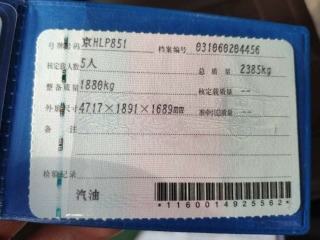 号牌号码 京HLP851 档案编号 031060204456
核定载人数 5人 总质量 2385kg
整备质量 1880kg 核定载质量 --
外廓尺寸 4717×1891×1689mm 准牵引总质量 --
备注
检验记录
汽油
*1160014925562*